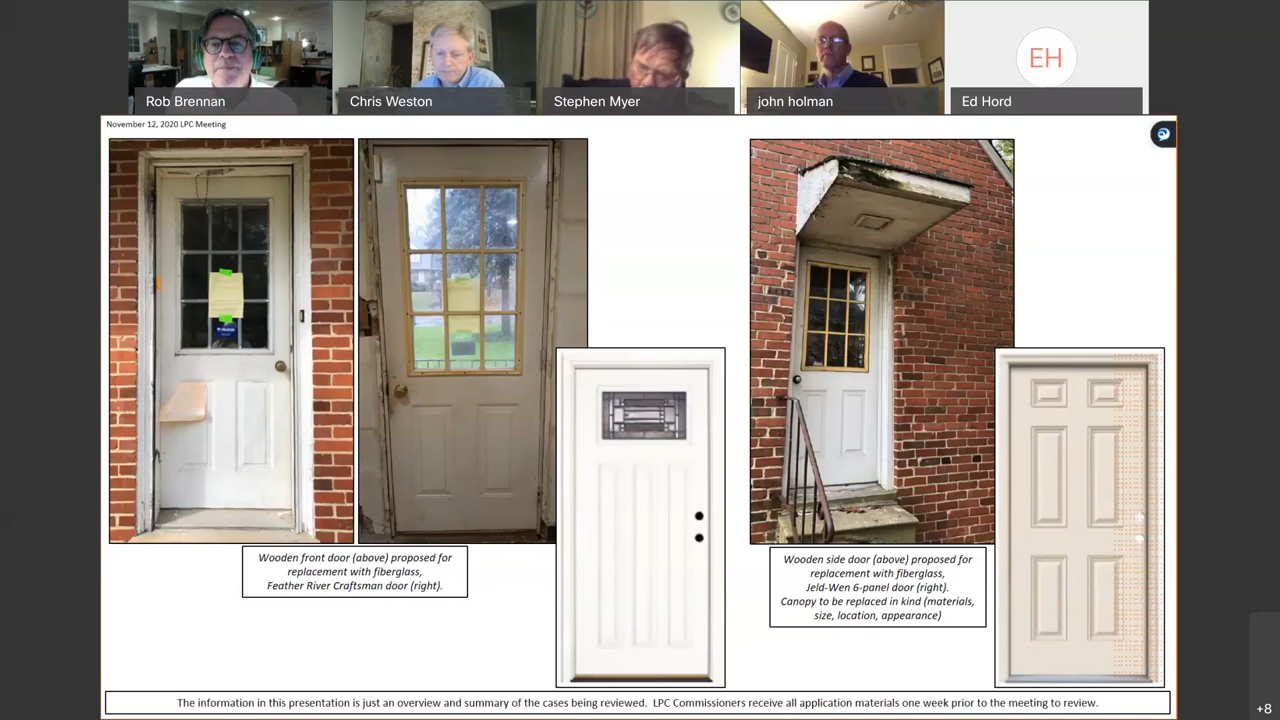 Rob Brennan
Chris Weston
Stephen Myer
john holman
EH
Ed Hord
November 12, 2020 LPC Meeting
Wooden front door (above) proposed for
replacement with fiberglass,
Feather River Craftsman door (right).
Wooden side door (above) proposed for
replacement with fiberglass,
Jeld-Wen 6-panel door (right).
Canopy to be replaced in kind (materials,
size, location, appearance)
The information in this presentation is just an overview and summary of the cases being reviewed. LPC Commissioners receive all application materials one week prior to the meeting to review.
+8